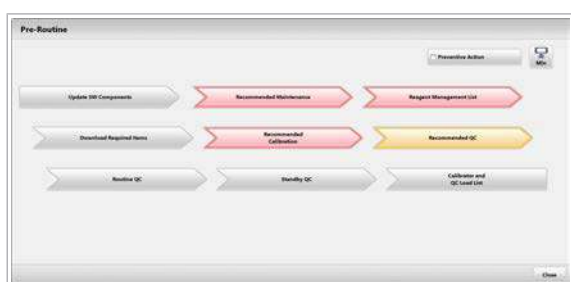 Pre-Routine
Preventive Action
Misc
Update SW Components
Recommended Maintenance
Reagent Management List
Download Required Items
Recommended
Calibration
Recommended QC
Routine QC
Standby QC
Calibrator and
QC Load List
Close